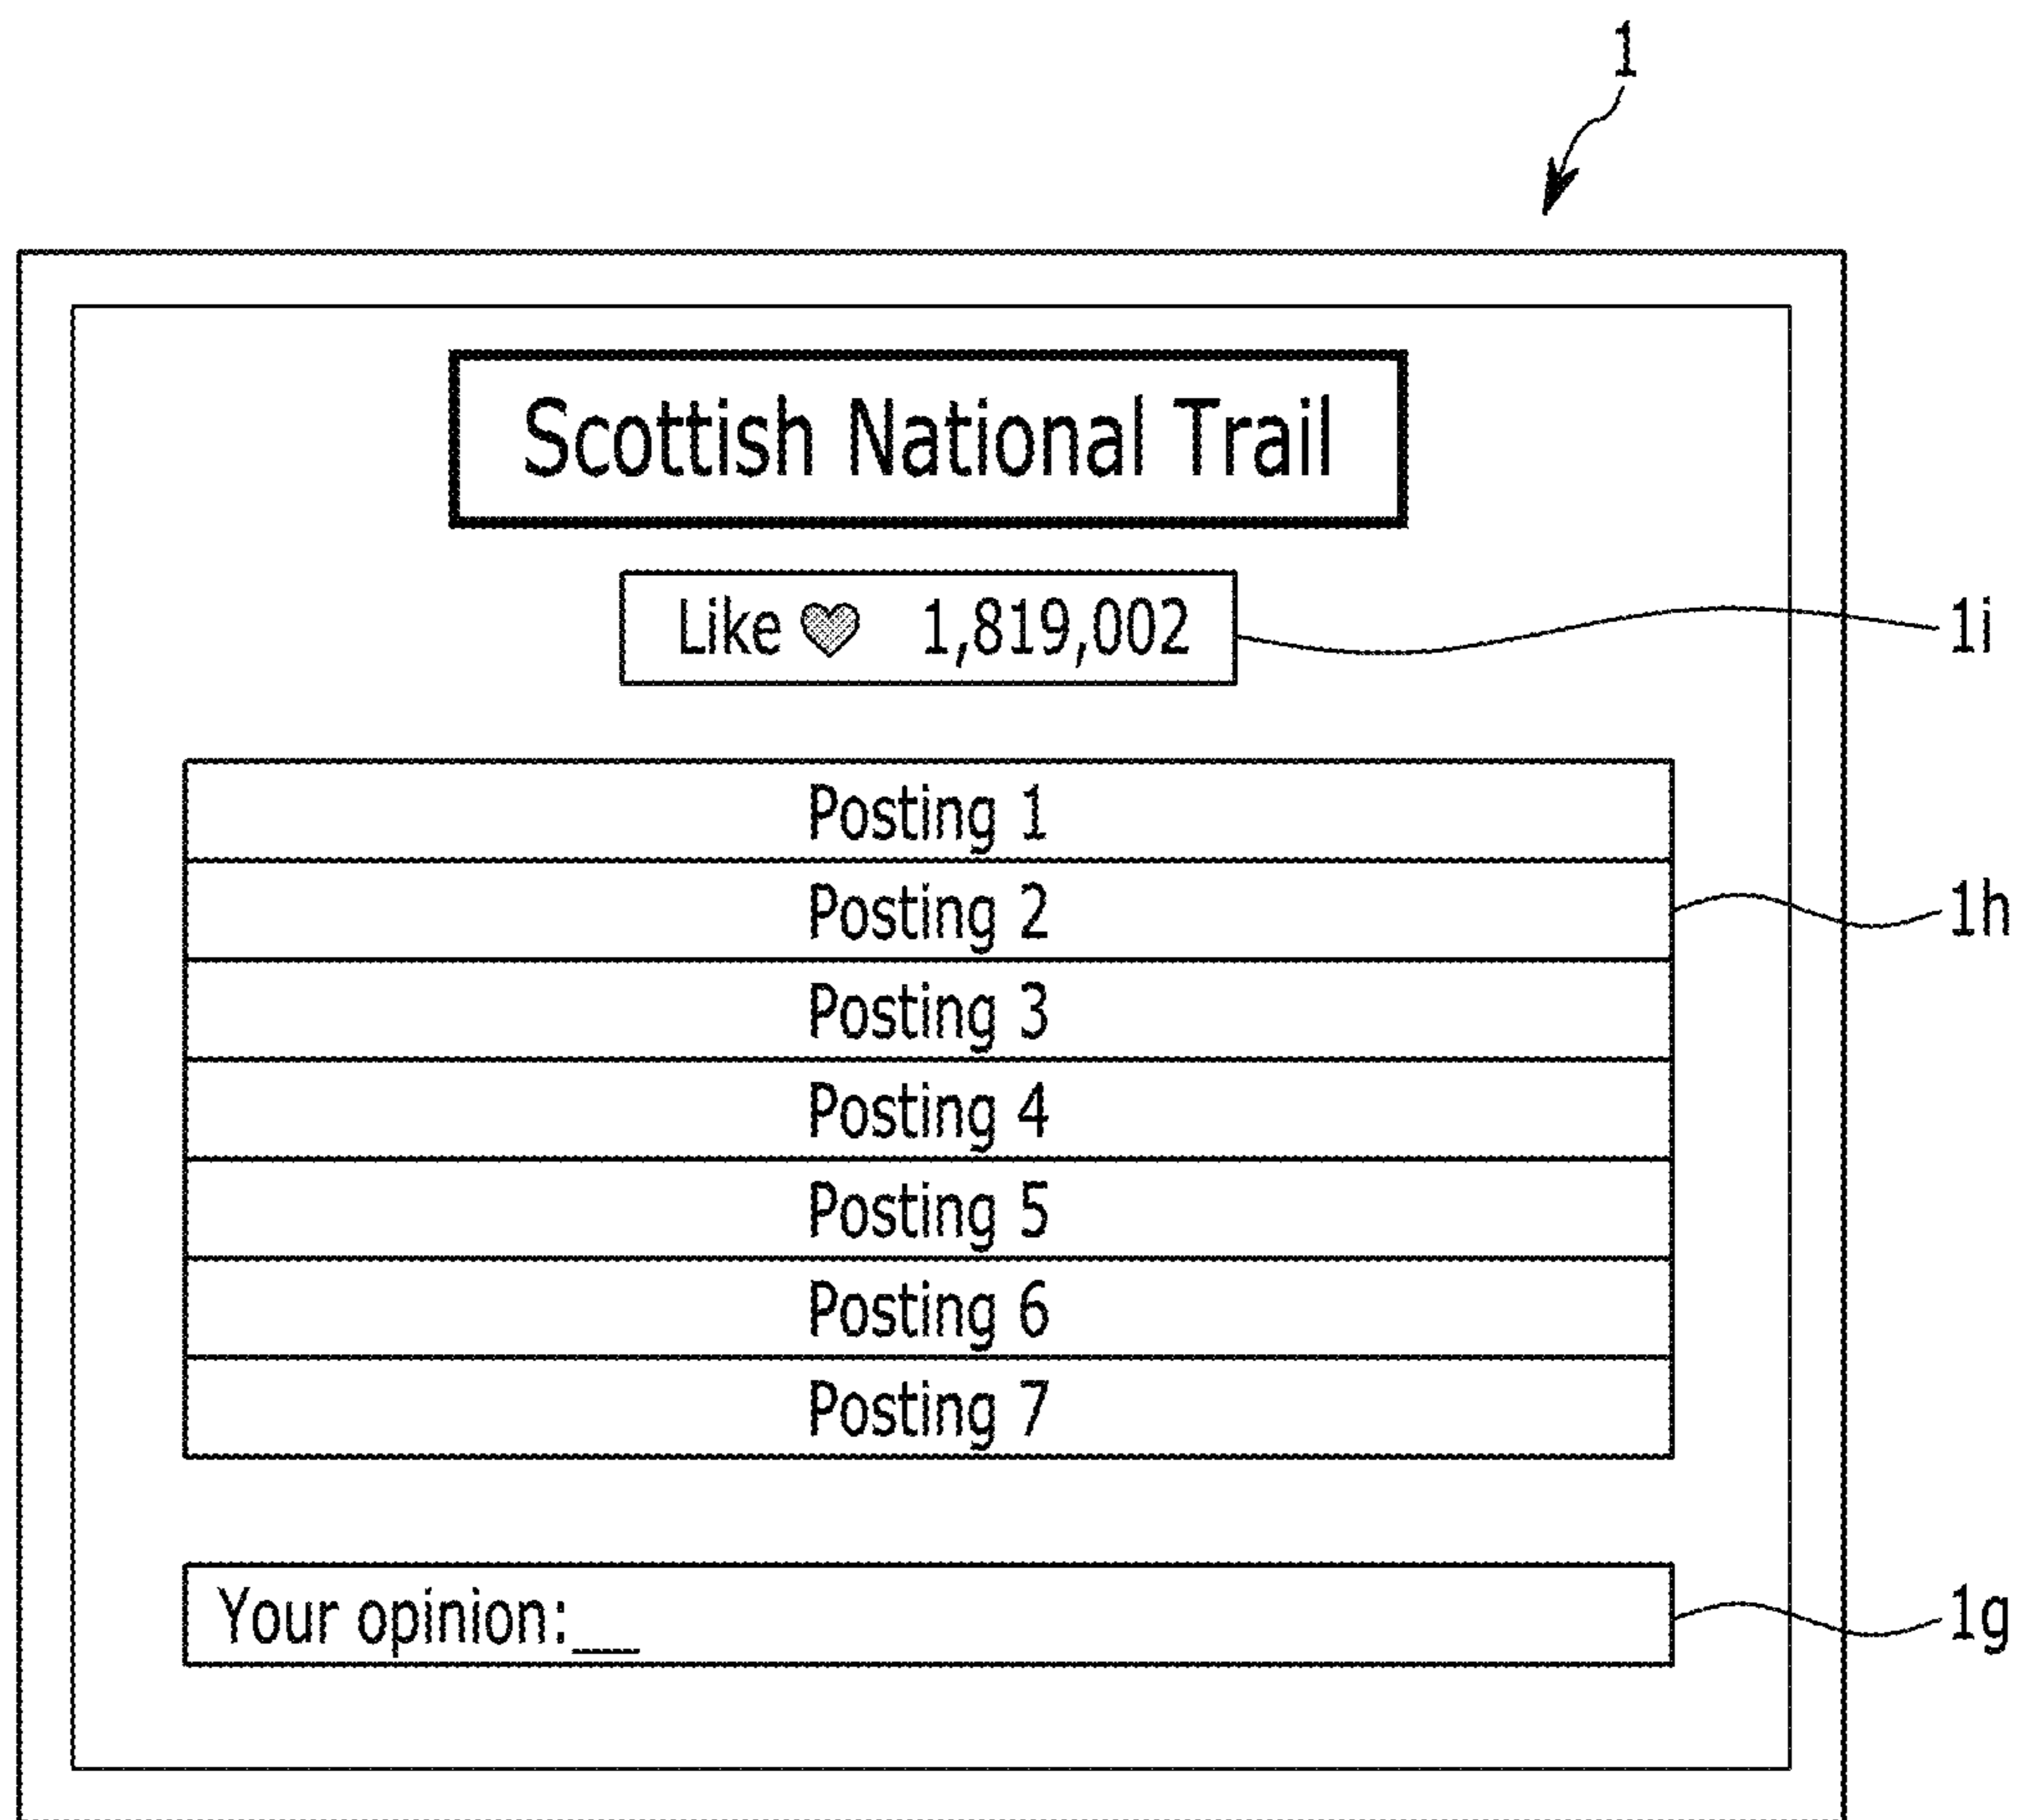 1
Scottish National Trail
Like 1,819,002
1i
Posting 1
Posting 2
1h
Posting 3
Posting 4
Posting 5
Posting 6
Posting 7
Your opinion:__
1g